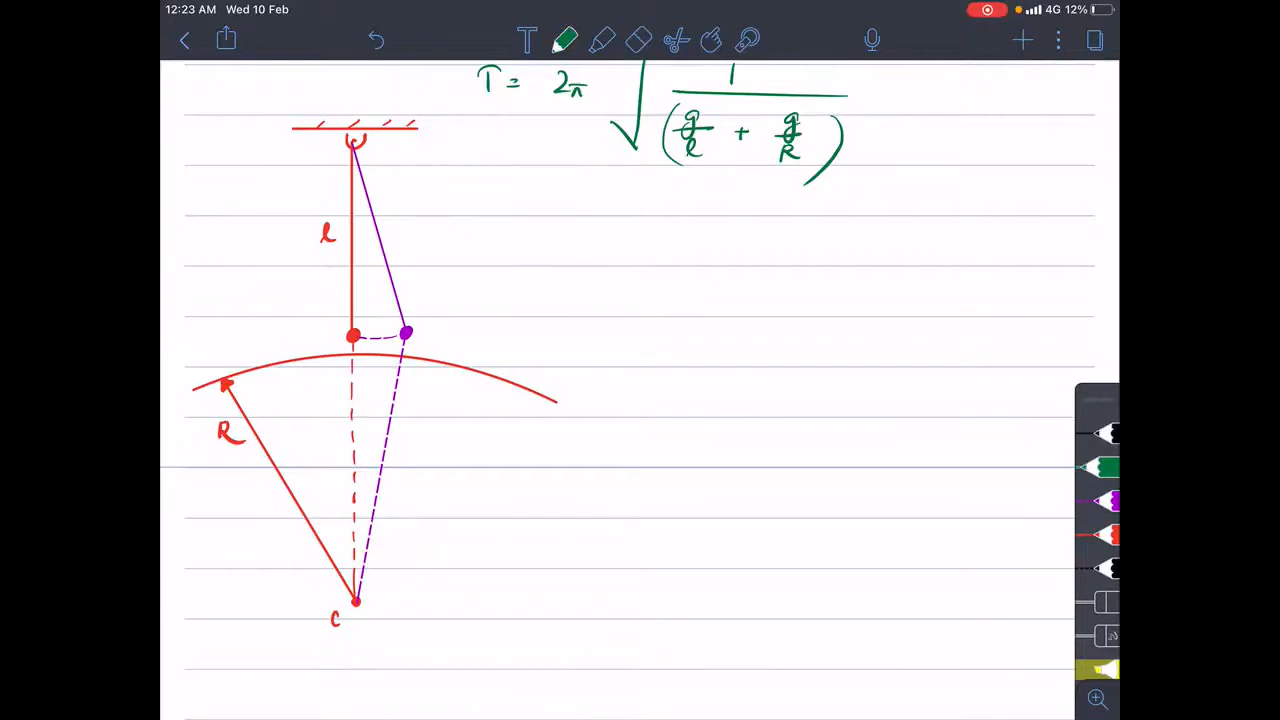 12:23 AM Wed 10 Feb
4G 12%
T
T = 2π √ 1 / (g/l + g/R)
l
R
C